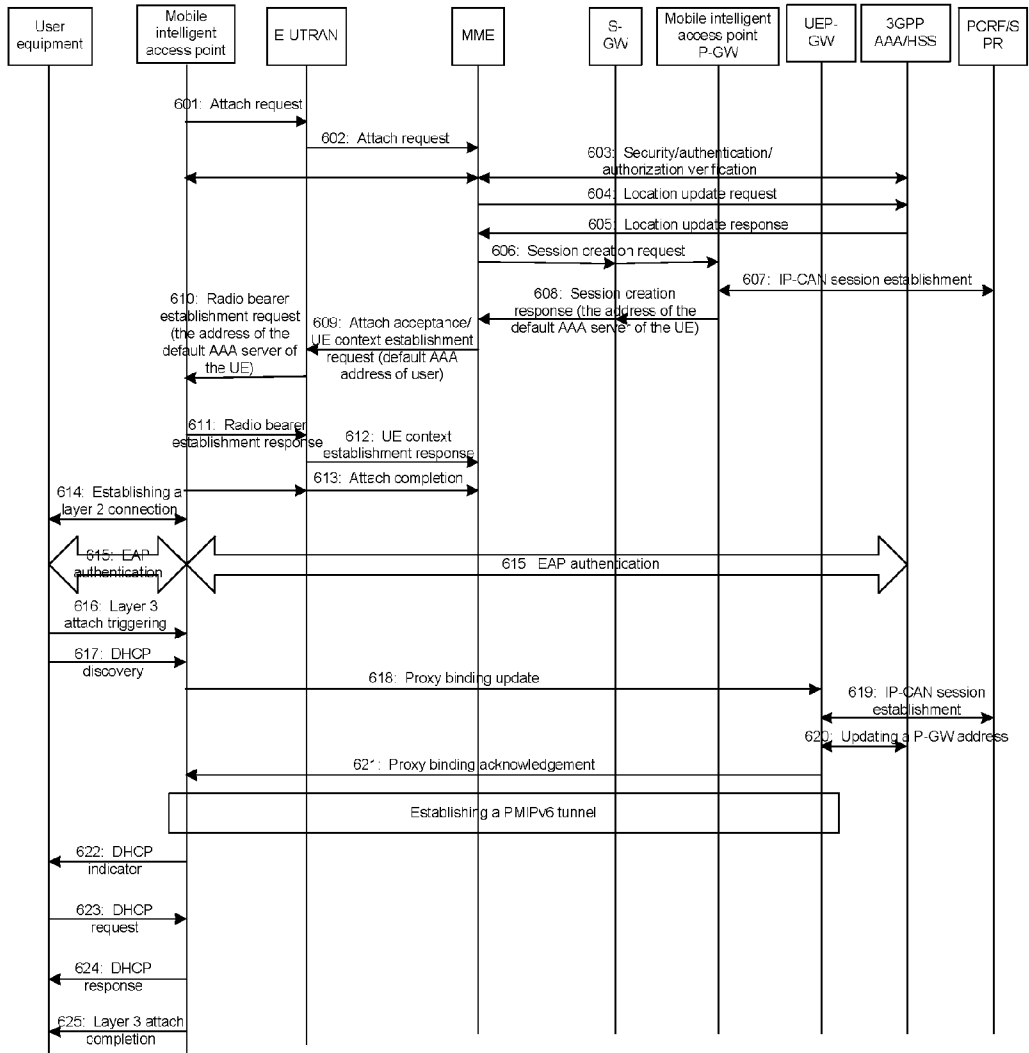 User
equipment
Mobile
intelligent
access point
E-UTRAN
MME
S-
GW
Mobile intelligent
access point
P-GW
UEP-
GW
3GPP
AAA/HSS
PCRF/S
PR
601: Attach request
602: Attach request
603: Security/authentication/
authorization verification
604: Location update request
605: Location update response
606: Session creation request
607: IP-CAN session establishment
608: Session creation
response (the address of the
default AAA server of the UE)
609: Attach acceptance/
UE context establishment
request (default AAA
address of user)
610: Radio bearer
establishment request
(the address of the
default AAA server of
the UE)
611: Radio bearer
establishment response
612: UE context
establishment response
613: Attach completion
614: Establishing a
layer 2 connection
615: EAP
authentication
615 EAP authentication
616: Layer 3
attach triggering
617: DHCP
discovery
618: Proxy binding update
619: IP-CAN session
establishment
620: Updating a P-GW address
621: Proxy binding acknowledgement
Establishing a PMIPv6 tunnel
622: DHCP
indicator
623: DHCP
request
624: DHCP
response
625: Layer 3 attach
completion